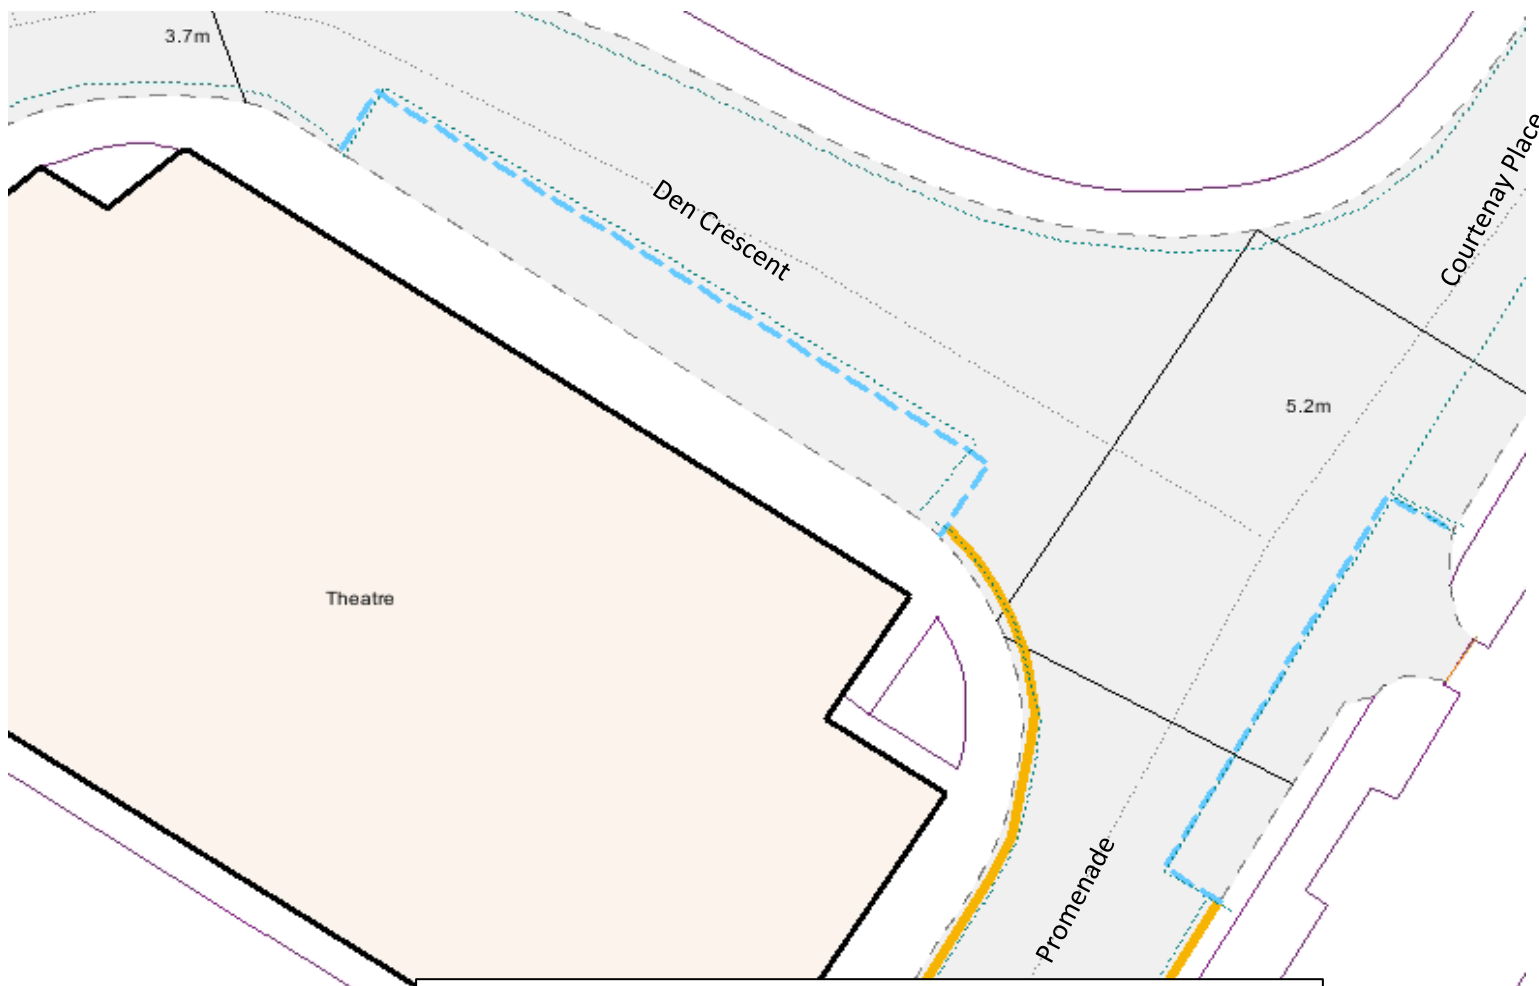 3.7m
Den Crescent
Courtenay Place
5.2m
Theatre
Promenade